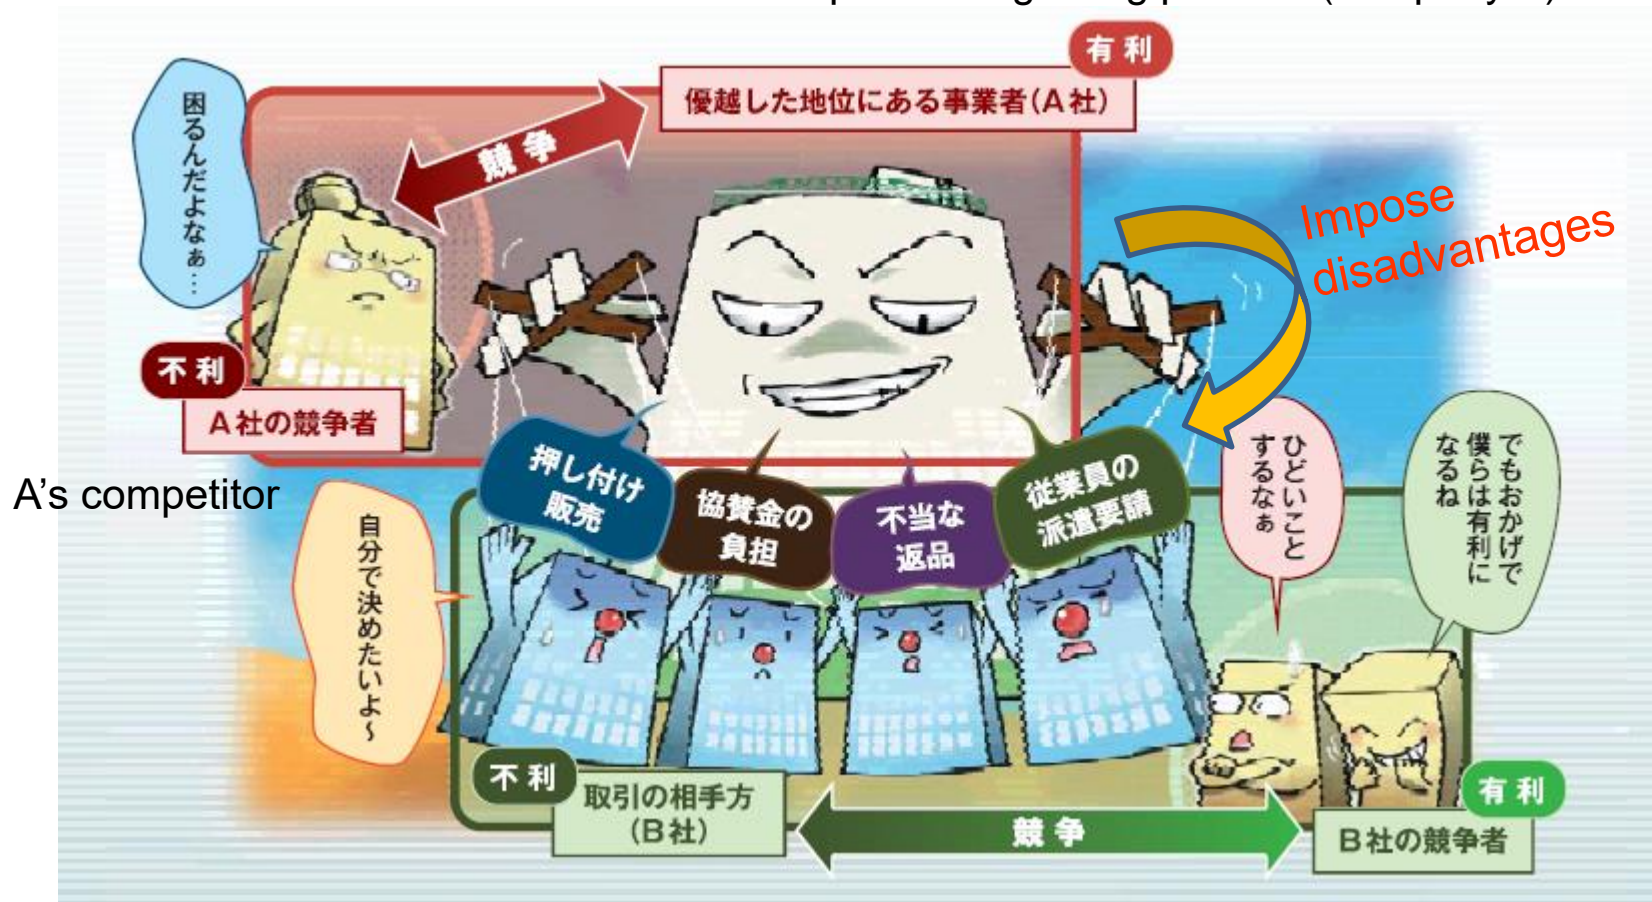 有利
優越した地位にある事業者(A社)
競争
困るんだよなぁ…
Impose
disadvantages
不利
A社の競争者
A's competitor
押し付け
販売
協賛金の
負担
不当な
返品
従業員の
派遣要請
ひどいこと
するなぁ
でもおかげで
僕らは有利に
なるね
自分で決めたいよ〜
不利
取引の相手方
(B社)
競争
有利
B社の競争者